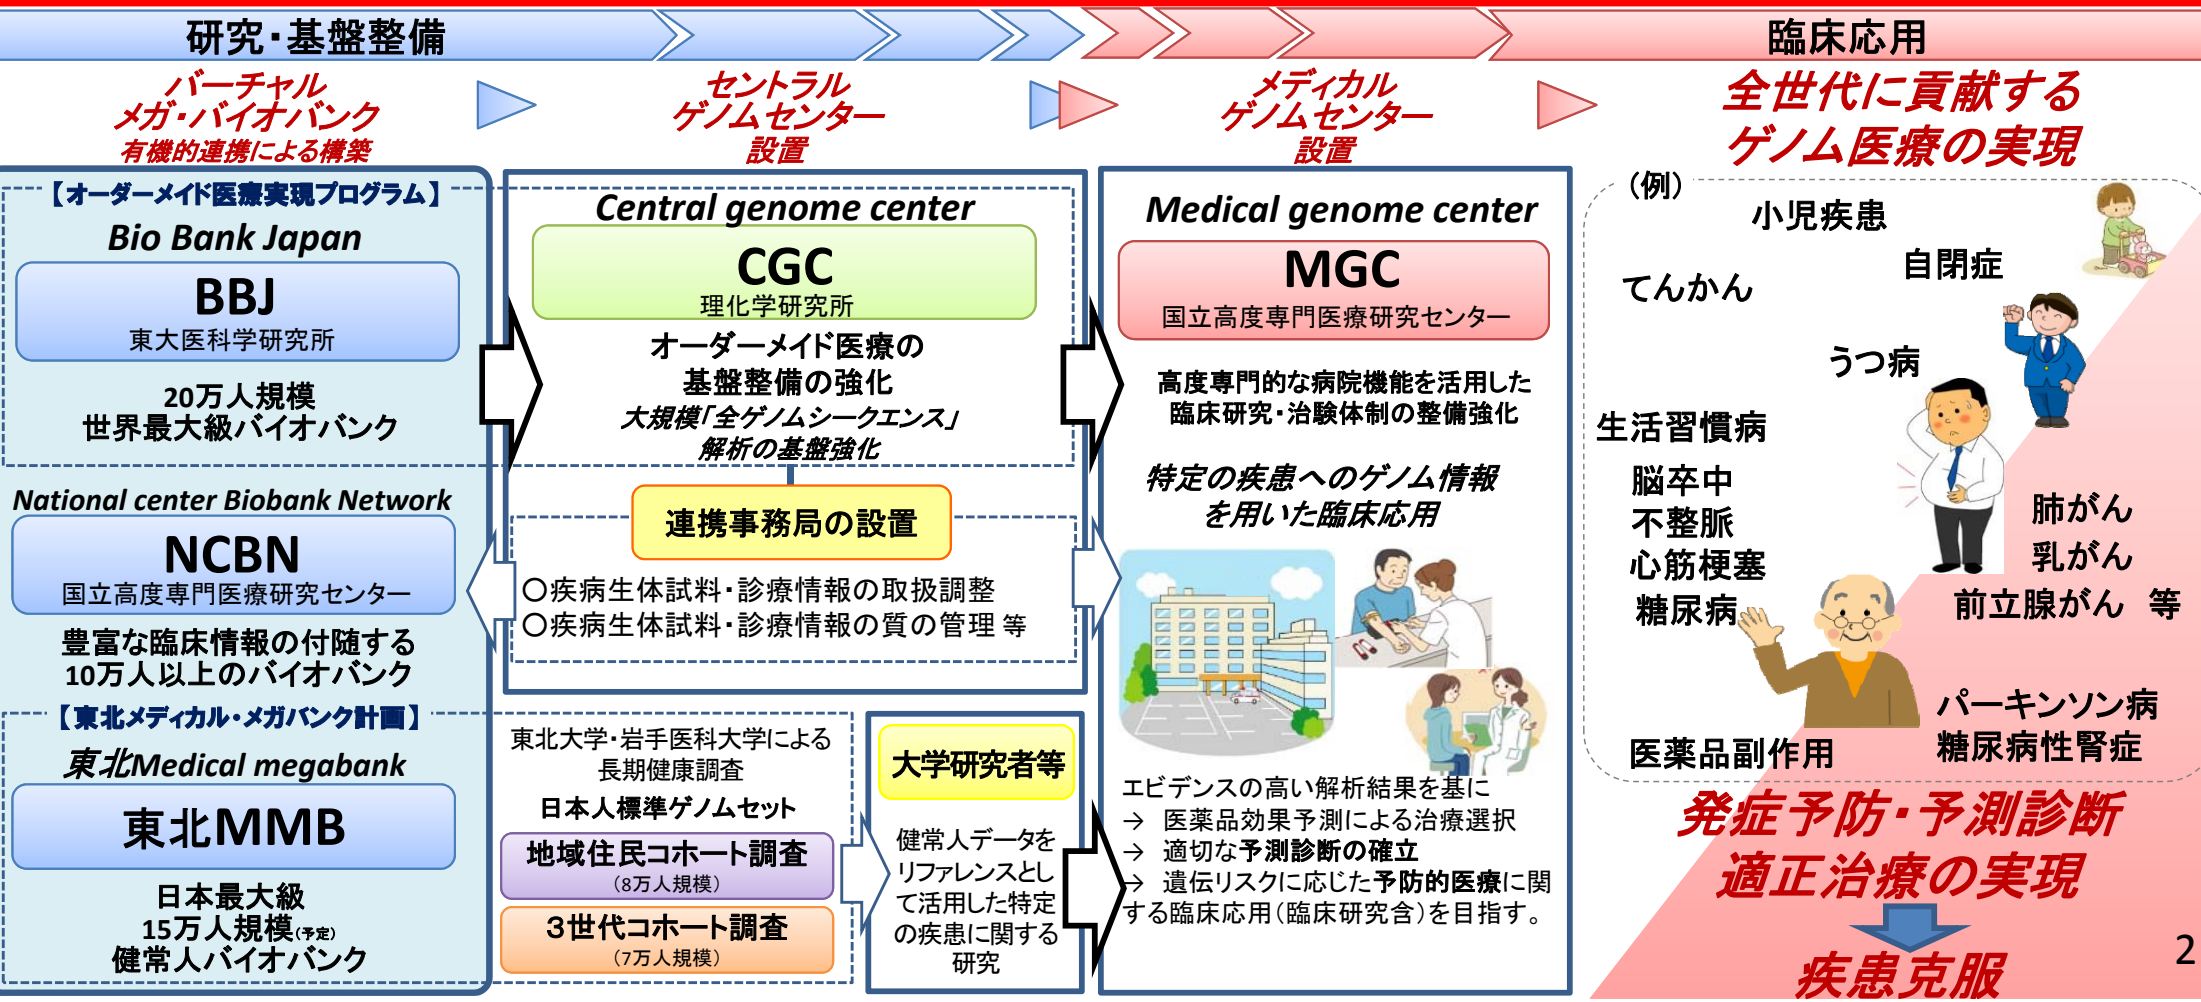 研究・基盤整備
臨床応用
バーチャル
メガ・バイオバンク
有機的連携による構築
セントラル
ゲノムセンター
設置
メディカル
ゲノムセンター
設置
全世代に貢献する
ゲノム医療の実現
【オーダーメイド医療実現プログラム】
Bio Bank Japan
BBJ
東大医科学研究所
20万人規模
世界最大級バイオバンク
National center Biobank Network
NCBN
国立高度専門医療研究センター
豊富な臨床情報の付随する
10万人以上のバイオバンク
【東北メディカル・メガバンク計画】
東北Medical megabank
東北MMB
日本最大級
15万人規模(予定)
健常人バイオバンク
Central genome center
CGC
理化学研究所
オーダーメイド医療の
基盤整備の強化
大規模「全ゲノムシークエンス」
解析の基盤強化
連携事務局の設置
○疾病生体試料・診療情報の取扱調整
○疾病生体試料・診療情報の質の管理 等
東北大学・岩手医科大学による
長期健康調査
日本人標準ゲノムセット
地域住民コホート調査
(8万人規模)
3世代コホート調査
(7万人規模)
大学研究者等
健常人データを
リファレンスとし
て活用した特定
の疾患に関する
研究
Medical genome center
MGC
国立高度専門医療研究センター
高度専門的な病院機能を活用した
臨床研究・治験体制の整備強化
特定の疾患へのゲノム情報
を用いた臨床応用
エビデンスの高い解析結果を基に
→ 医薬品効果予測による治療選択
→ 適切な予測診断の確立
→ 遺伝リスクに応じた予防的医療に関
する臨床応用(臨床研究含)を目指す。
(例)
小児疾患
自閉症
てんかん
うつ病
生活習慣病
脳卒中
不整脈
心筋梗塞
糖尿病
肺がん
乳がん
前立腺がん 等
パーキンソン病
糖尿病性腎症
医薬品副作用
発症予防・予測診断
適正治療の実現
疾患克服
2